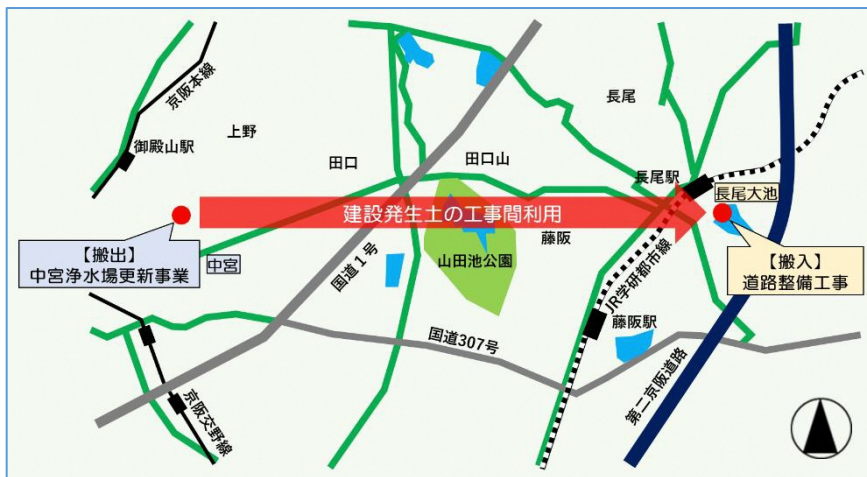 京阪本線
御殿山駅
上野
田口
田口山
長尾
長尾駅
長尾大池
建設発生土の工事間利用
【搬出】
中宮浄水場更新事業
中宮
国道1号
山田池公園
藤阪
JR学研都市線
【搬入】
道路整備工事
藤阪駅
国道307号
京阪交野線
第二京阪道路